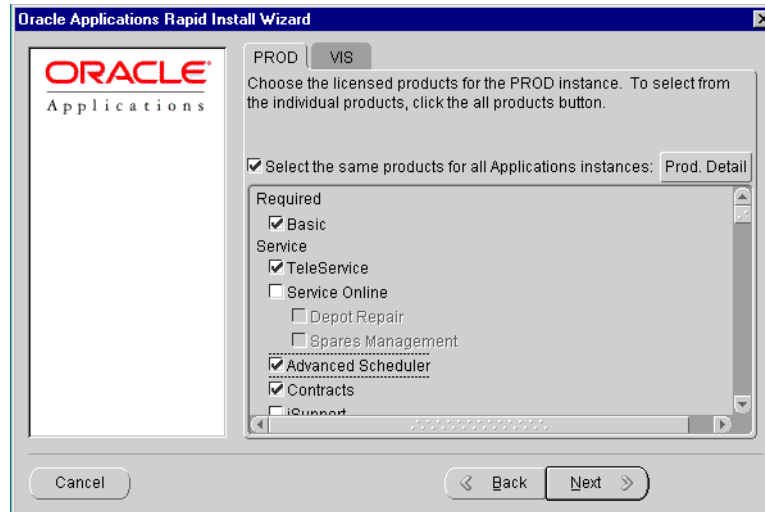 Oracle Applications Rapid Install Wizard
ORACLE
Applications
PROD
VIS
Choose the licensed products for the PROD instance. To select from
the individual products, click the all products button.
Select the same products for all Applications instances:
Prod. Detail
Required
Basic
Service
TeleService
Service Online
Depot Repair
Spares Management
Advanced Scheduler
Contracts
iSupport
Cancel
Back
Next